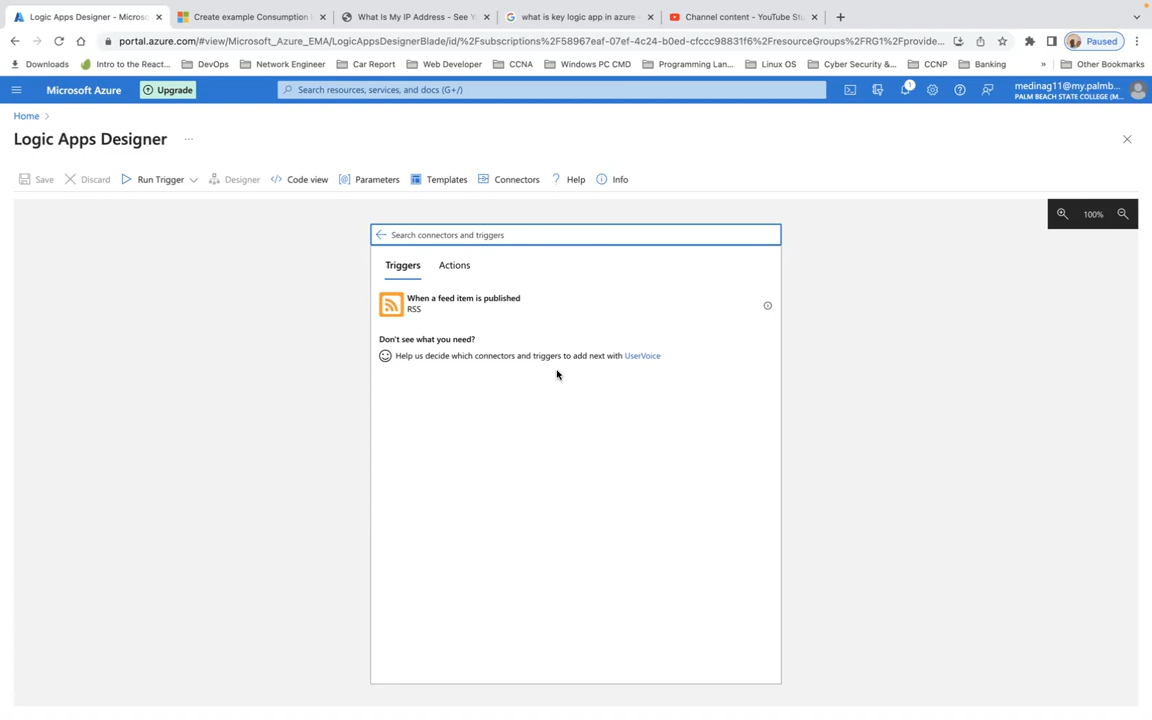 Logic Apps Designer - Microso
Create example Consumption
What Is My IP Address - See Y
what is key logic app in azure -
Channel content - YouTube Stu
portal.azure.com/#view/Microsoft_Azure_EMA/LogicAppsDesignerBlade/id/%2Fsubscriptions%2F58967eaf-07ef-4c24-b0ed-cfccc98831f6%2FresourceGroups%2FRG1%2Fprovide...
Paused
Downloads
Intro to the React...
DevOps
Network Engineer
Car Report
Web Developer
CCNA
Windows PC CMD
Programming Lan...
Linux OS
Cyber Security &...
CCNP
Banking
»
Other Bookmarks
Microsoft Azure
Upgrade
Search resources, services, and docs (G+/)
1
medinag11@my.palmb...
PALM BEACH STATE COLLEGE (M...
Home >
Logic Apps Designer ...
Save
Discard
Run Trigger
Designer
Code view
Parameters
Templates
Connectors
Help
Info
100%
Search connectors and triggers
Triggers
Actions
When a feed item is published
RSS
Don't see what you need?
Help us decide which connectors and triggers to add next with UserVoice